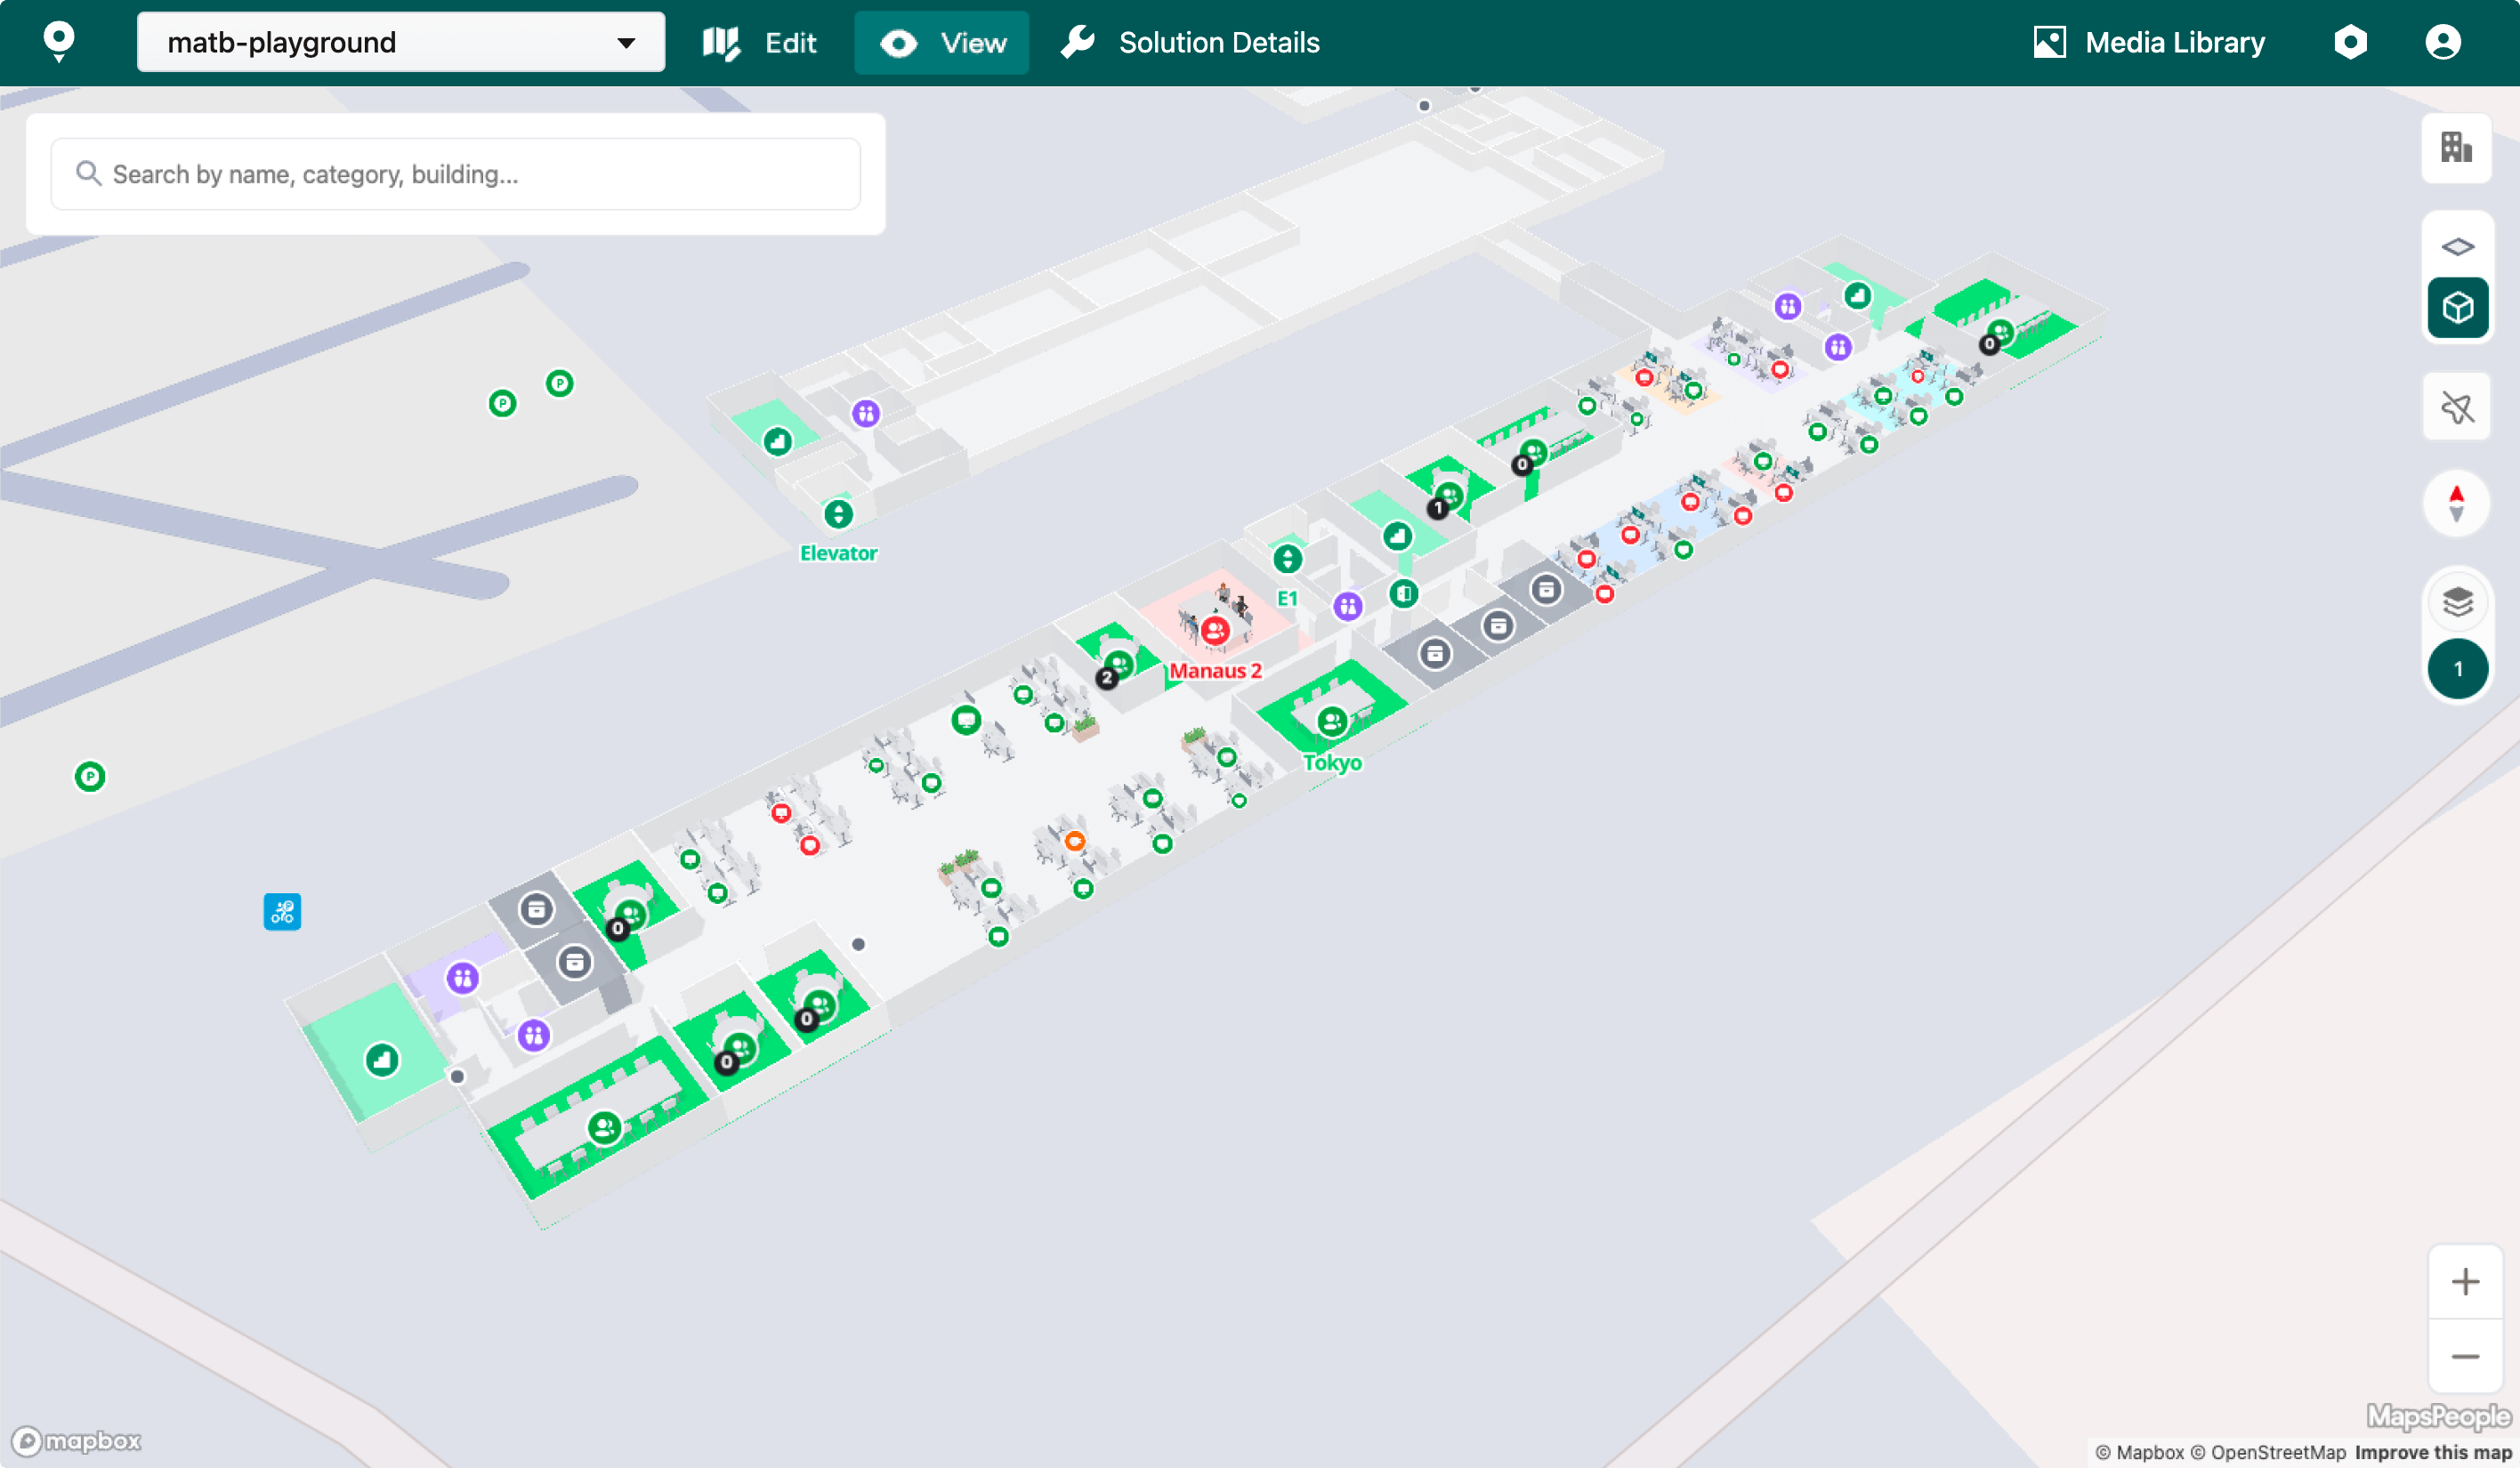 matb-playground
Edit
View
Solution Details
Media Library
Search by name, category, building...
P
P
0
0
1
Elevator
E1
Manaus 2
2
Tokyo
1
P
0
0
0
mapbox
MapsPeople
© Mapbox © OpenStreetMap Improve this map